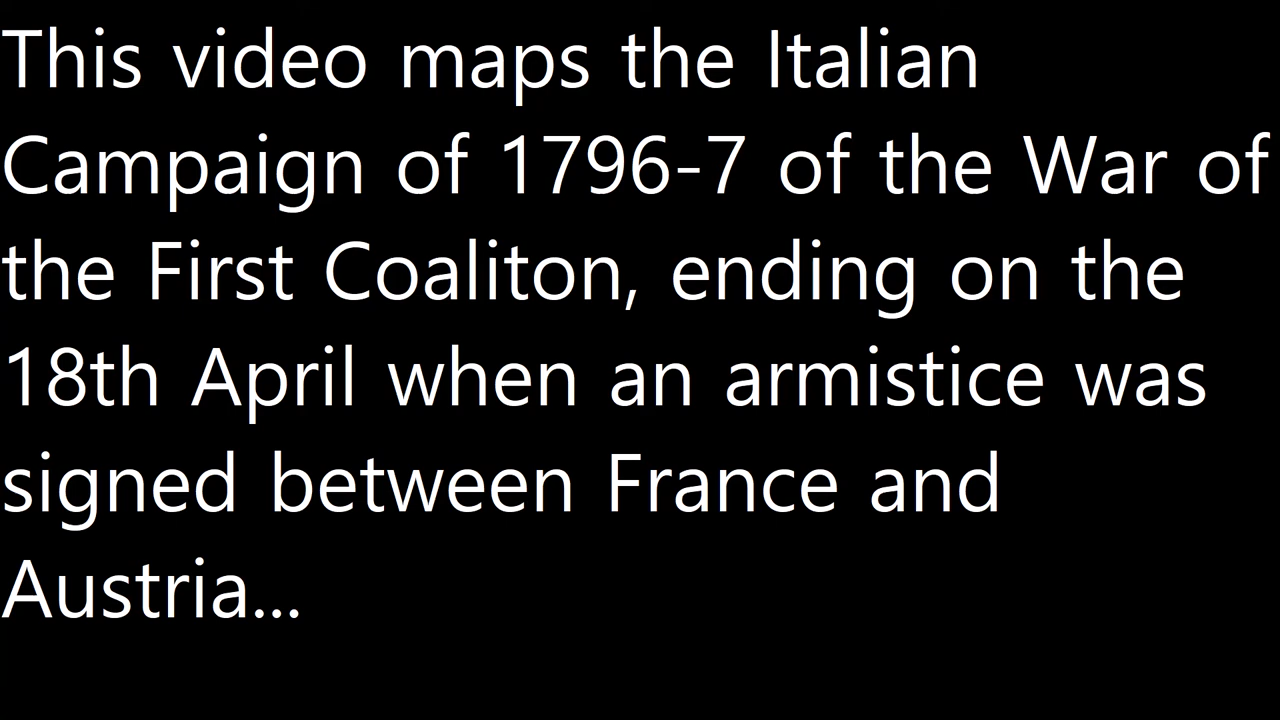 This video maps the Italian
Campaign of 1796-7 of the War of
the First Coaliton, ending on the
18th April when an armistice was
signed between France and
Austria...